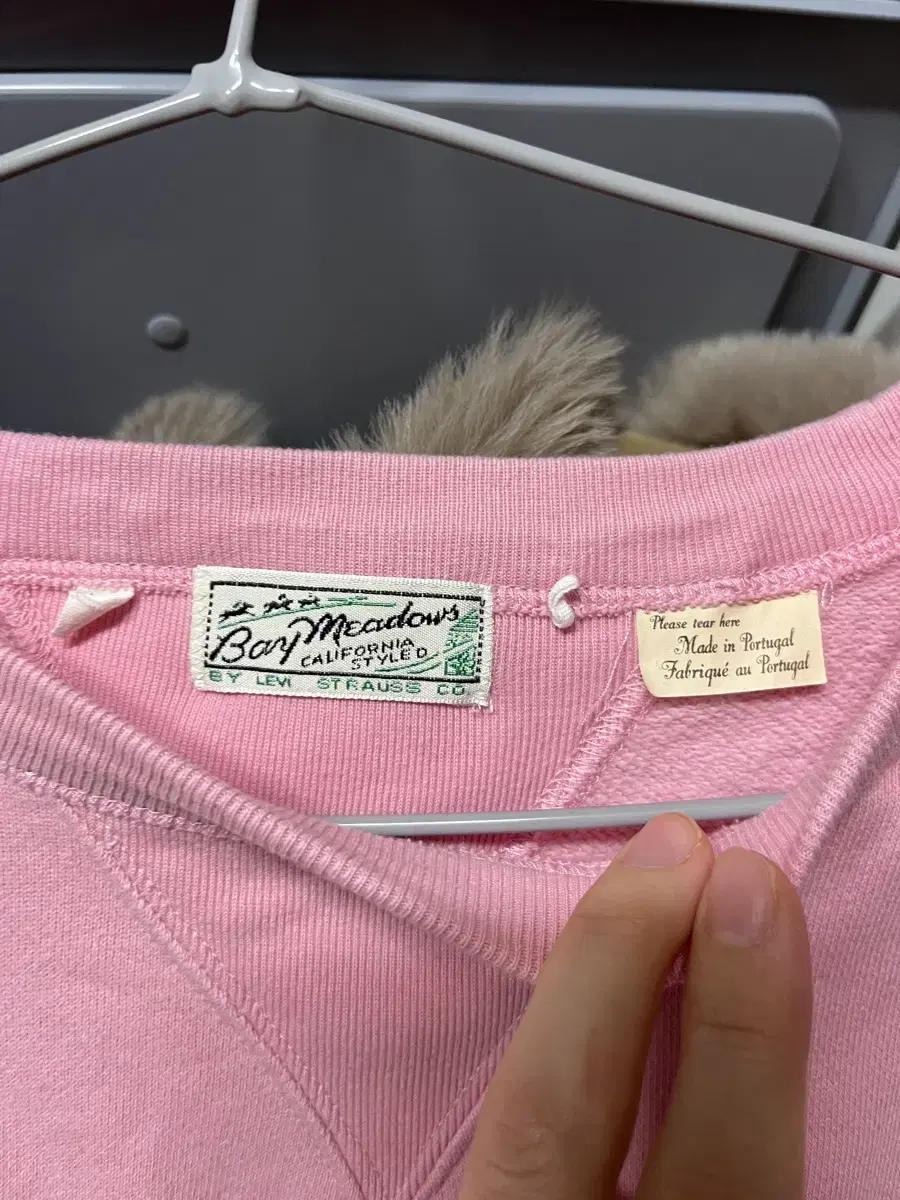 Bay Meadows
CALIFORNIA
STYLED
BY LEVI STRAUSS CO
Please tear here
Made in Portugal
Fabriqué au Portugal